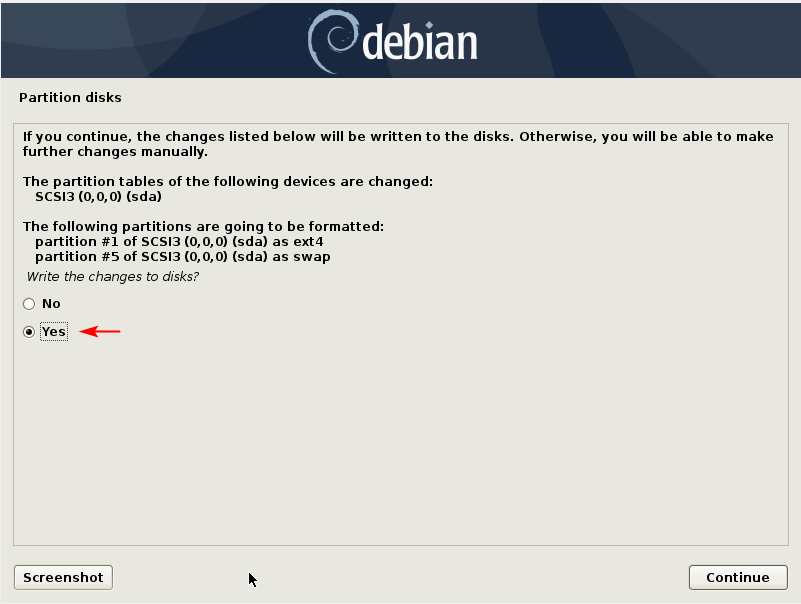 debian
Partition disks
If you continue, the changes listed below will be written to the disks. Otherwise, you will be able to make
further changes manually.
The partition tables of the following devices are changed:
SCSI3 (0,0,0) (sda)
The following partitions are going to be formatted:
partition #1 of SCSI3 (0,0,0) (sda) as ext4
partition #5 of SCSI3 (0,0,0) (sda) as swap
Write the changes to disks?
No
Yes
Screenshot
Continue